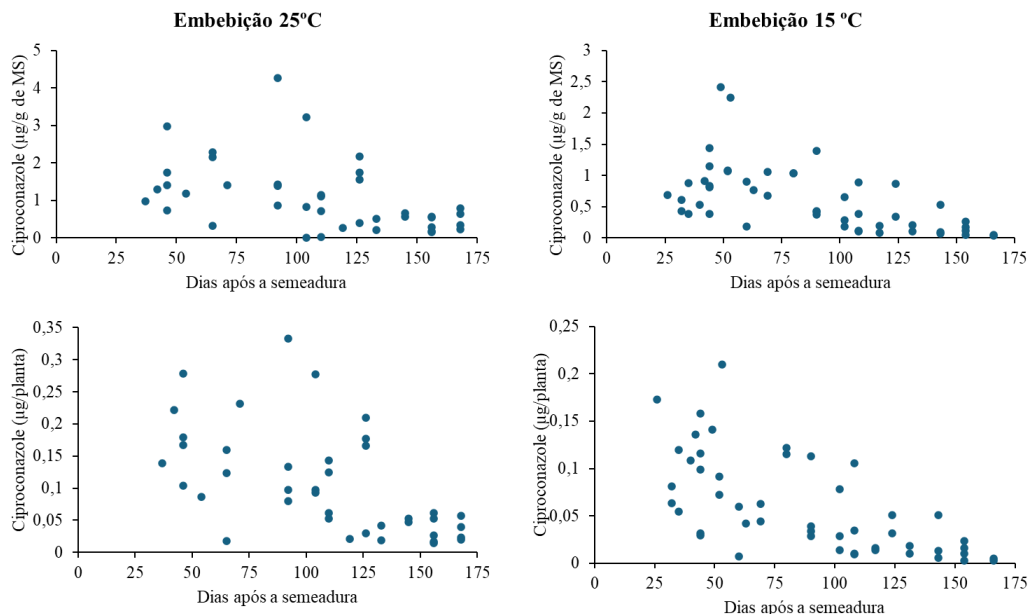 Embebição 25ºC
Embebição 15 ºC
Ciproconazole (µg/g de MS)
5
4
3
2
1
0
0 25 50 75 100 125 150 175
Dias após a semeadura
Ciproconazole (µg/g de MS)
3
2,5
2
1,5
1
0,5
0
0 25 50 75 100 125 150 175
Dias após a semeadura
Ciproconazole (µg/planta)
0,35
0,3
0,25
0,2
0,15
0,1
0,05
0
0 25 50 75 100 125 150 175
Dias após a semeadura
Ciproconazole (µg/planta)
0,25
0,2
0,15
0,1
0,05
0
0 25 50 75 100 125 150 175
Dias após a semeadura